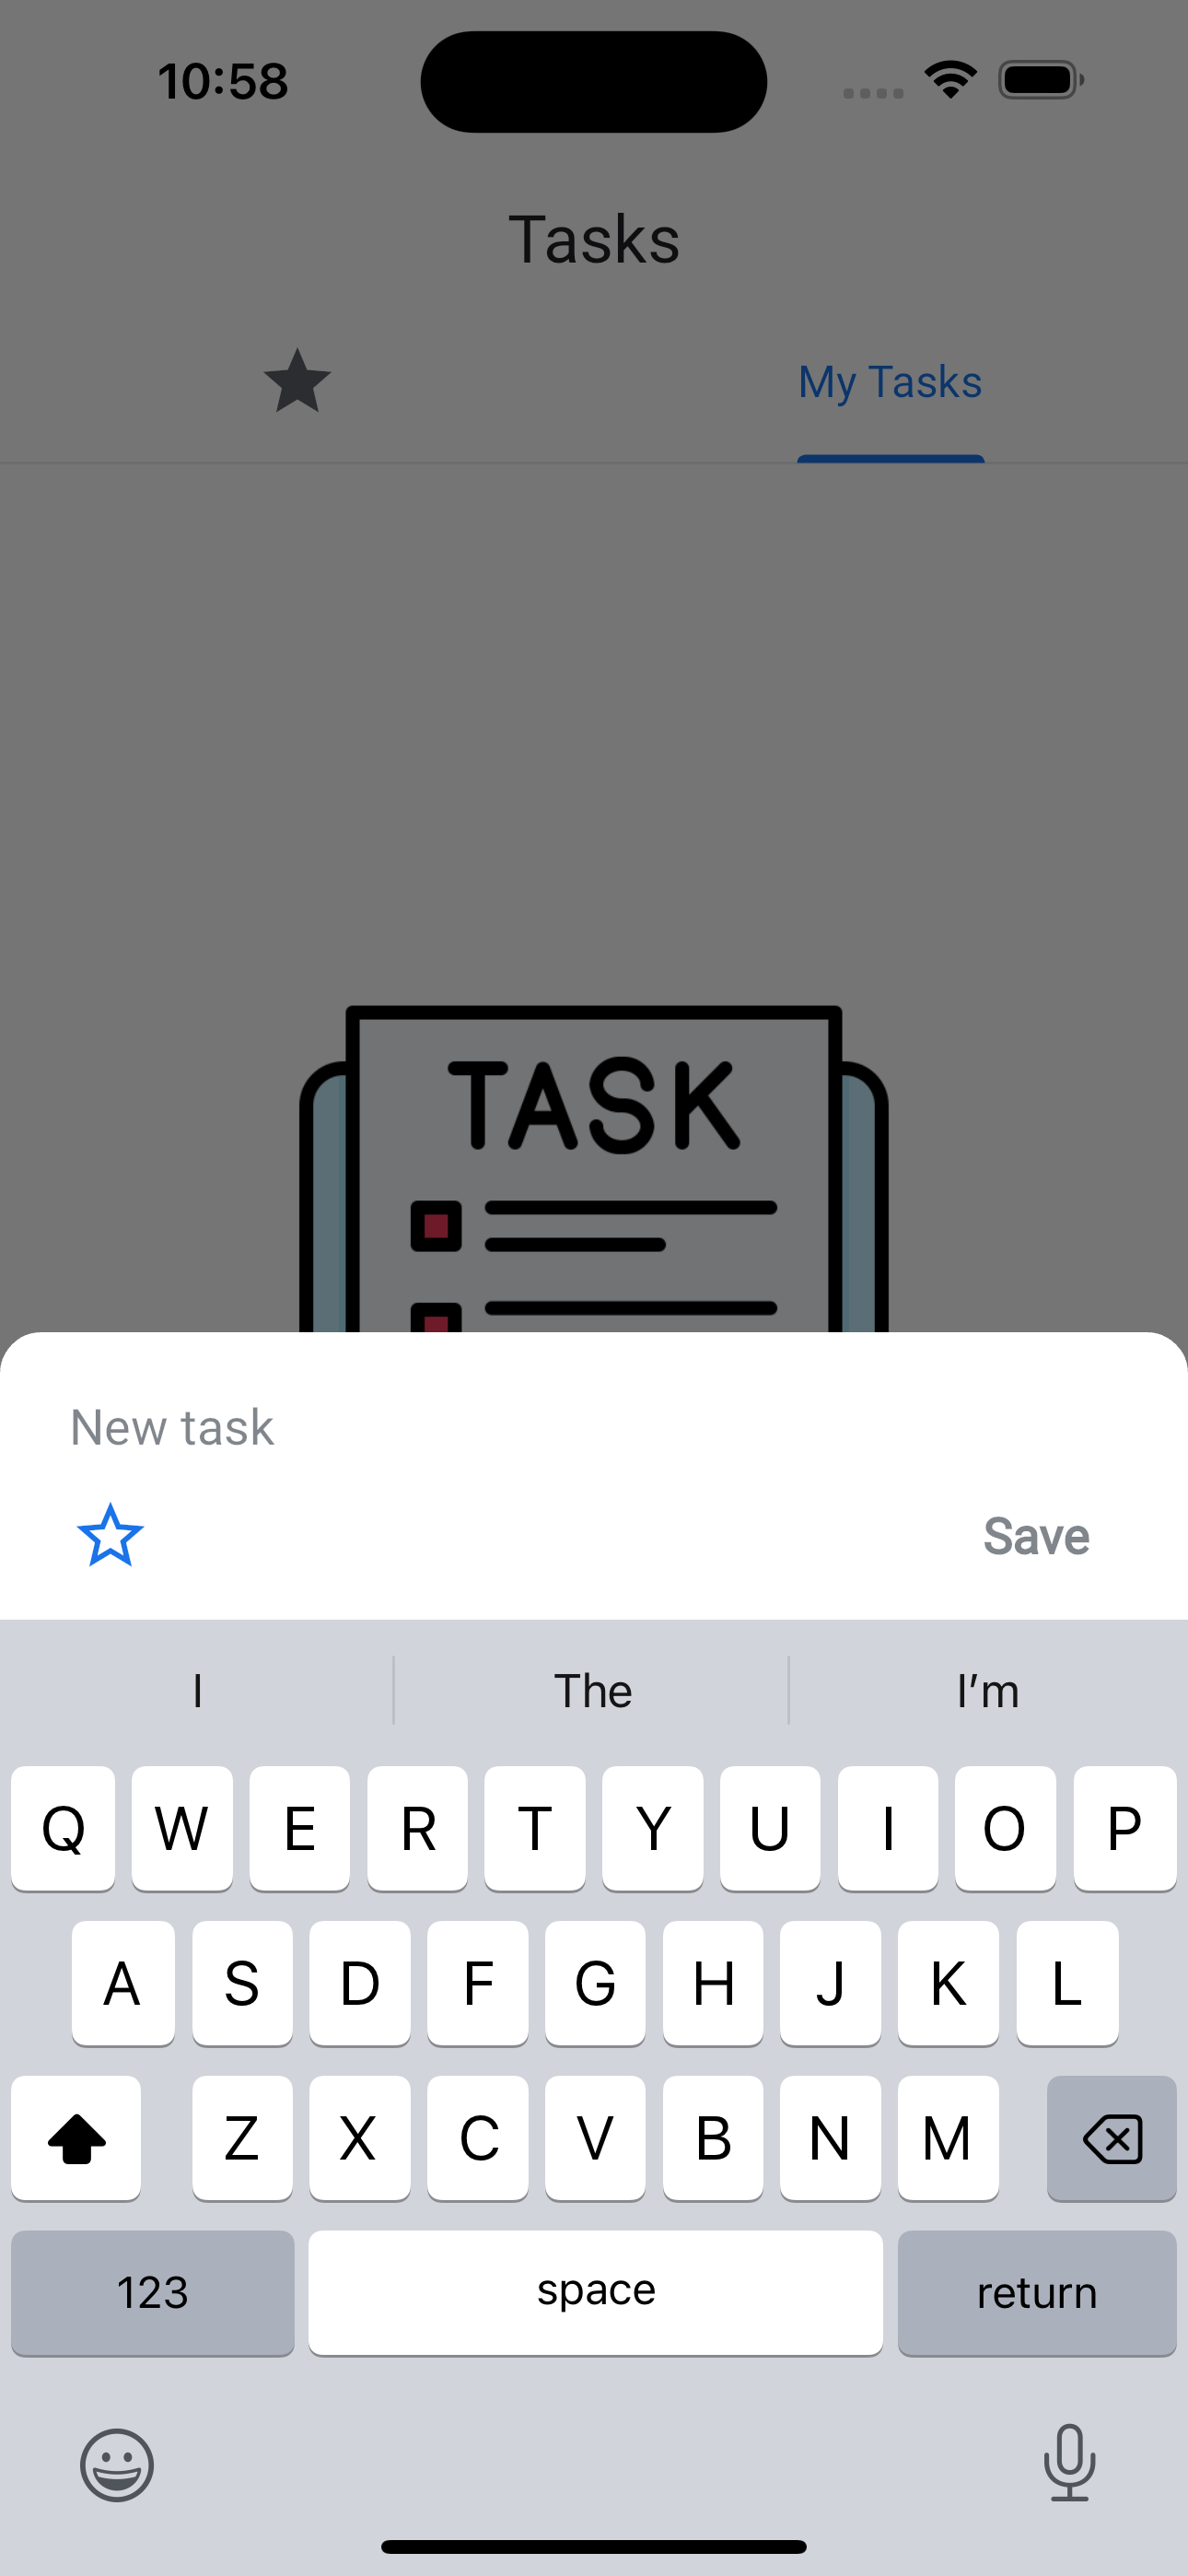 10:58
Tasks
My Tasks
TASK
New task
Save
I The I'm
Q W E R T Y U I O P
A S D F G H J K L
Z X C V B N M
123 space return